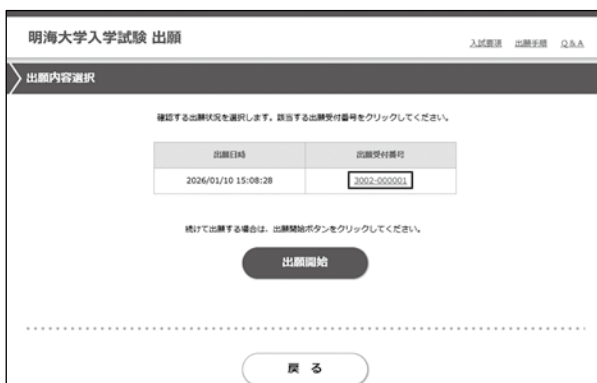 明海大学入学試験 出願
入試要項 出願手順 Q&A
出願内容選択
確認する出願状況を選択します。該当する出願受付番号をクリックしてください。
出願日時 出願受付番号
2026/01/10 15:08:28 3002-000001
続けて出願する場合は、出願開始ボタンをクリックしてください。
出願開始
戻 る